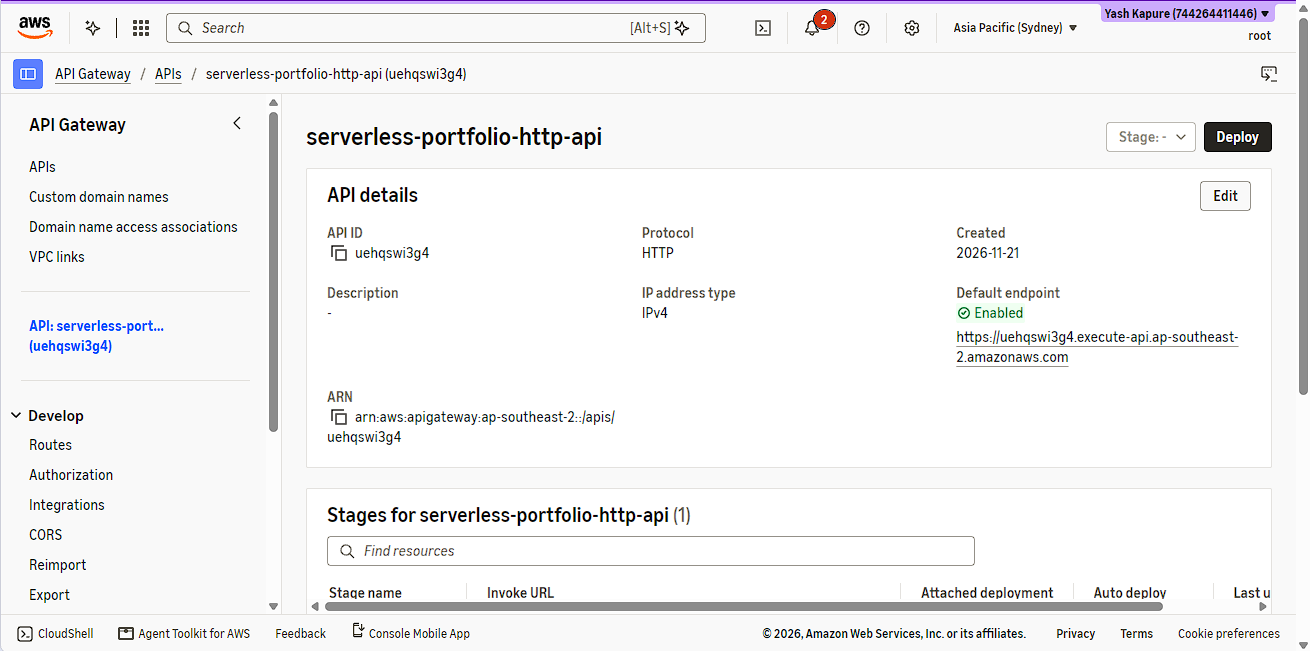 aws
Search [Alt+S]
2
Asia Pacific (Sydney)
Yash Kapure (744264411446)
root
API Gateway / APIs / serverless-portfolio-http-api (uehqswi3g4)
API Gateway
APIs
Custom domain names
Domain name access associations
VPC links
API: serverless-port...
(uehqswi3g4)
Develop
Routes
Authorization
Integrations
CORS
Reimport
Export
serverless-portfolio-http-api
Stage: -
Deploy
API details
Edit
API ID
uehqswi3g4
Protocol
HTTP
Created
2026-11-21
Description
-
IP address type
IPv4
Default endpoint
Enabled
https://uehqswi3g4.execute-api.ap-southeast-
2.amazonaws.com
ARN
arn:aws:apigateway:ap-southeast-2::/apis/
uehqswi3g4
Stages for serverless-portfolio-http-api (1)
Find resources
Stage name Invoke URL Attached deployment Auto deploy Last u
CloudShell Agent Toolkit for AWS Feedback Console Mobile App © 2026, Amazon Web Services, Inc. or its affiliates. Privacy Terms Cookie preferences